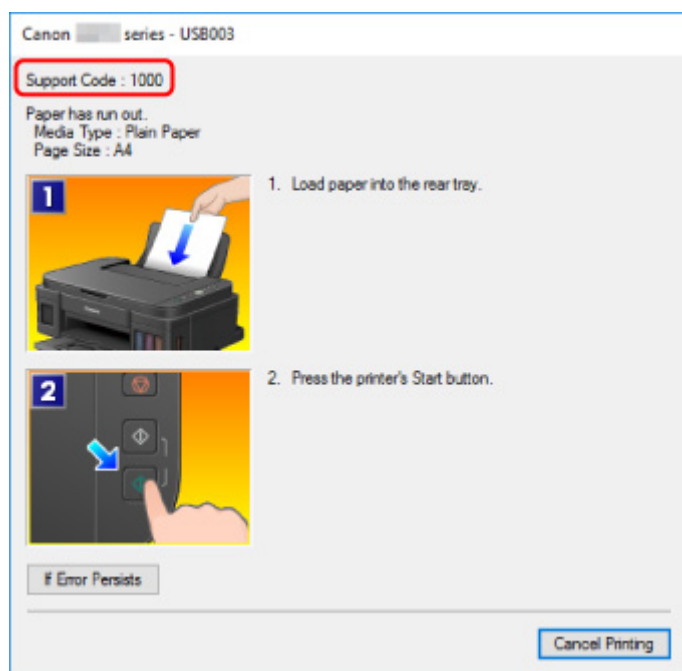 Canon series - USB003
Support Code : 1000
Paper has run out.
Media Type : Plain Paper
Page Size : A4
1
1. Load paper into the rear tray.
2
2. Press the printer's Start button.
If Error Persists
Cancel Printing